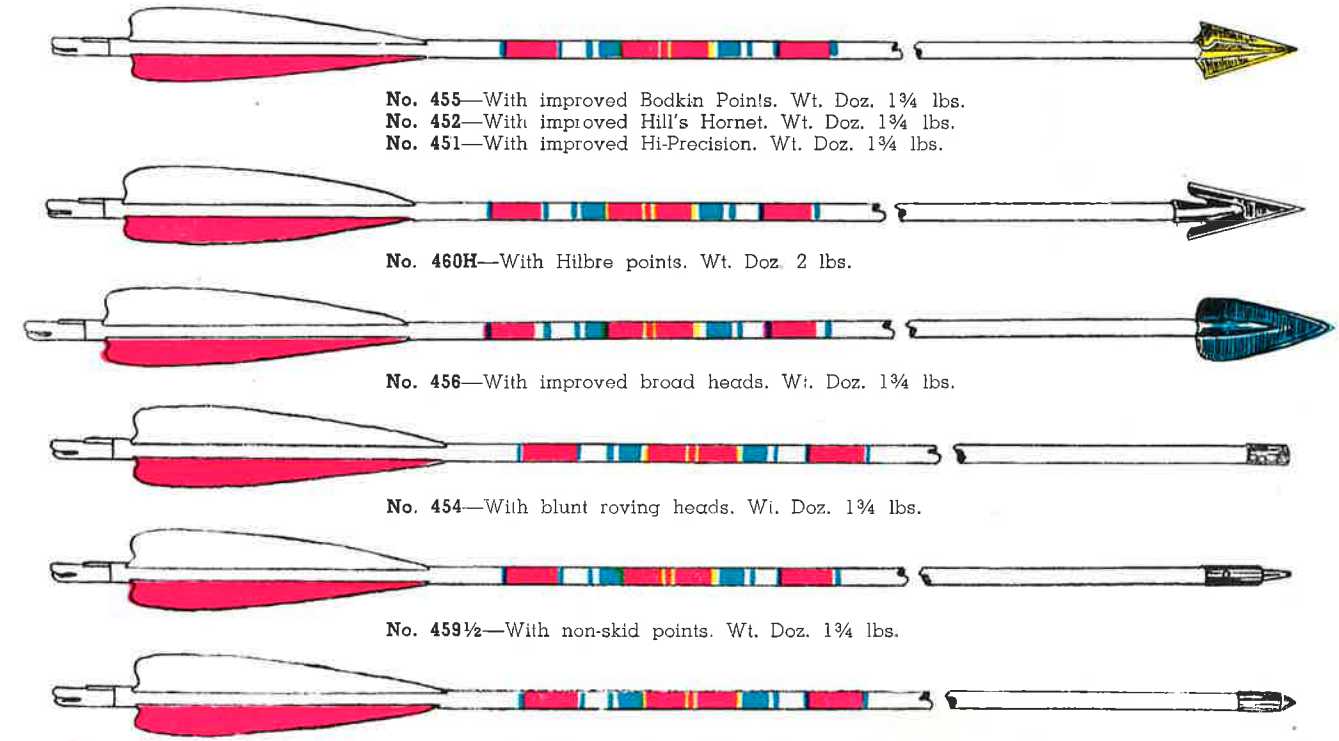 No. 455—With improved Bodkin Points. Wt. Doz. 1¾ lbs.
No. 452—With improved Hill's Hornet. Wt. Doz. 1¾ lbs.
No. 451—With improved Hi-Precision. Wt. Doz. 1¾ lbs.
No. 460H—With Hilbre points. Wt. Doz. 2 lbs.
No. 456—With improved broad heads. Wt. Doz. 1¾ lbs.
No. 454—With blunt roving heads. Wt. Doz. 1¾ lbs.
No. 459½—With non-skid points. Wt. Doz. 1¾ lbs.